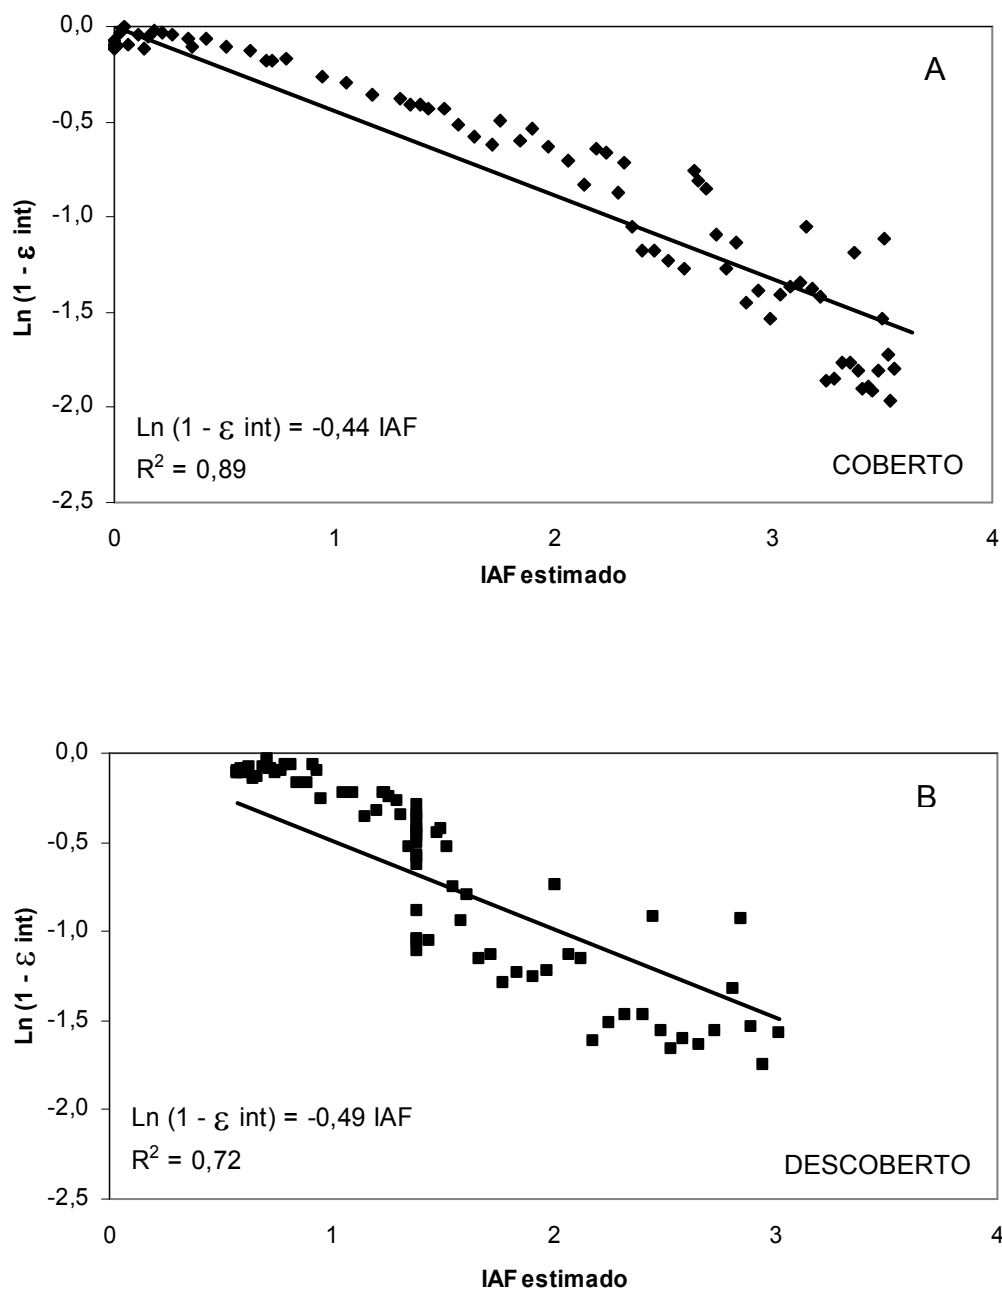 0,0
-0,5
-1,0
-1,5
-2,0
-2,5
Ln (1 - ε int)
A
Ln (1 - ε int) = -0,44 IAF
R² = 0,89
COBERTO
0 1 2 3 4
IAF estimado
0,0
-0,5
-1,0
-1,5
-2,0
-2,5
Ln (1 - ε int)
B
Ln (1 - ε int) = -0,49 IAF
R² = 0,72
DESCOBERTO
0 1 2 3 4
IAF estimado